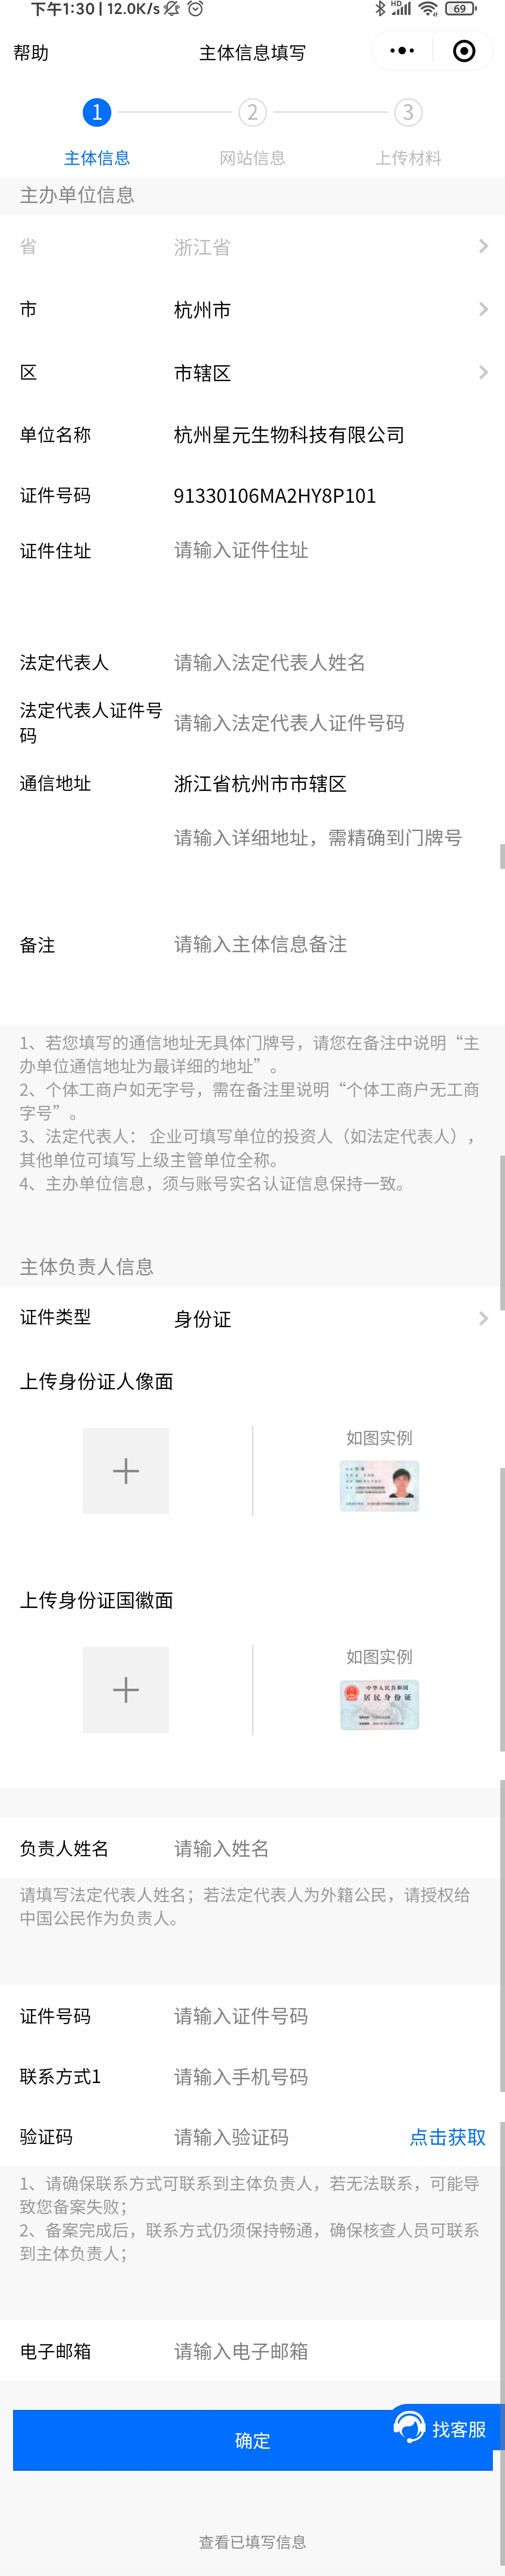 下午1:30 | 12.0K/s
HD
69
帮助
主体信息填写
1
2
3
主体信息
网站信息
上传材料
主办单位信息
省 浙江省
市 杭州市
区 市辖区
单位名称 杭州星元生物科技有限公司
证件号码 91330106MA2HY8P101
证件住址 请输入证件住址
法定代表人 请输入法定代表人姓名
法定代表人证件号
码
请输入法定代表人证件号码
通信地址 浙江省杭州市市辖区
请输入详细地址，需精确到门牌号
备注 请输入主体信息备注
1、若您填写的通信地址无具体门牌号，请您在备注中说明“主
办单位通信地址为最详细的地址”。
2、个体工商户如无字号，需在备注里说明“个体工商户无工商
字号”。
3、法定代表人： 企业可填写单位的投资人（如法定代表人），
其他单位可填写上级主管单位全称。
4、主办单位信息，须与账号实名认证信息保持一致。
主体负责人信息
证件类型 身份证
上传身份证人像面
如图实例
上传身份证国徽面
如图实例
中华人民共和国
居民身份证
负责人姓名 请输入姓名
请填写法定代表人姓名；若法定代表人为外籍公民，请授权给
中国公民作为负责人。
证件号码 请输入证件号码
联系方式1 请输入手机号码
验证码 请输入验证码 点击获取
1、请确保联系方式可联系到主体负责人，若无法联系，可能导
致您备案失败；
2、备案完成后，联系方式仍须保持畅通，确保核查人员可联系
到主体负责人；
电子邮箱 请输入电子邮箱
找客服
确定
查看已填写信息